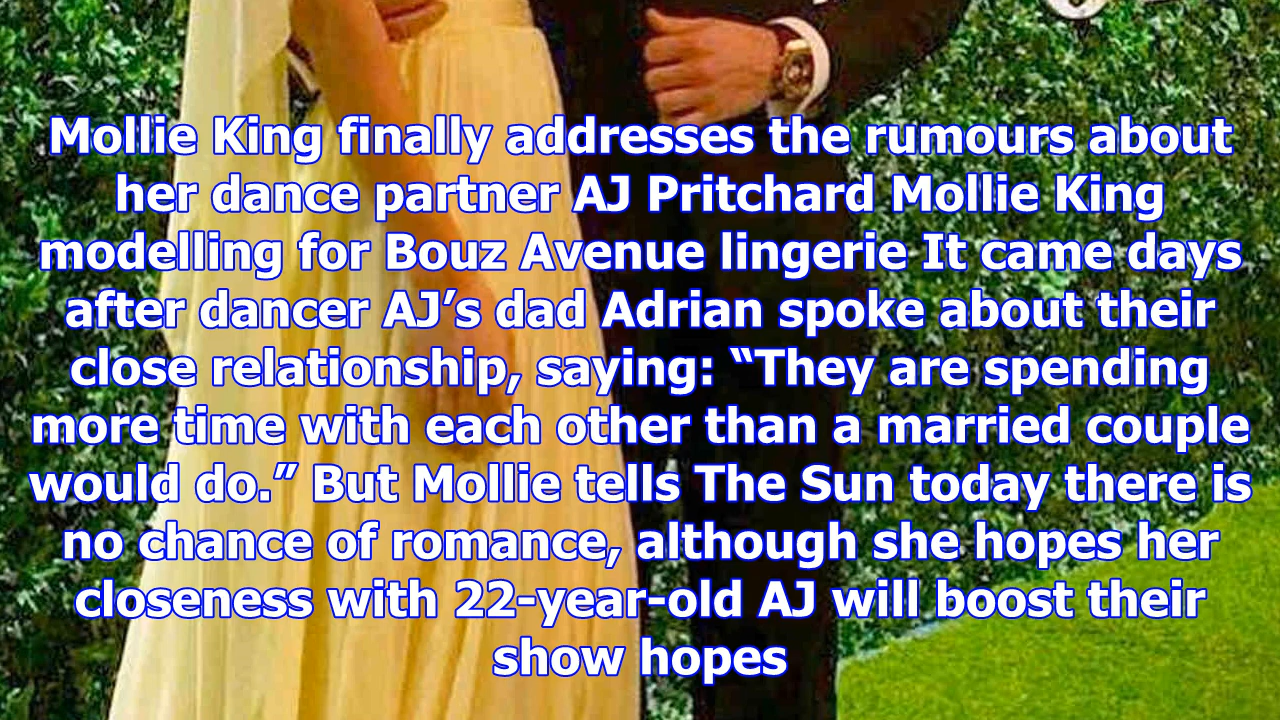 Mollie King finally addresses the rumours about
her dance partner AJ Pritchard Mollie King
modelling for Bouz Avenue lingerie It came days
after dancer AJ’s dad Adrian spoke about their
close relationship, saying: “They are spending
more time with each other than a married couple
would do.” But Mollie tells The Sun today there is
no chance of romance, although she hopes her
closeness with 22-year-old AJ will boost their
show hopes